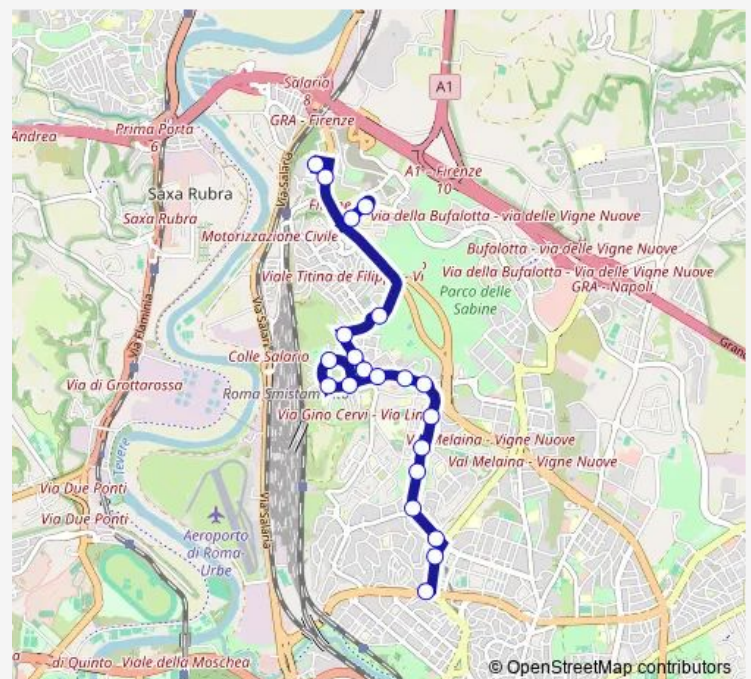 A1
Salaria
8
GRA - Firenze
Andrea
Prima Porta
6
A1 - Firenze
10
Via Salaria
Saxa Rubra
Saxa Rubra
via della Bufalotta - via delle Vigne Nuove
Motorizzazione Civile
Bufalotta - via delle Vigne Nuove
Viale Titina de Filip
Via della Bufalotta - Via delle Vigne Nuove
GRA - Napoli
Parco delle
Sabine
Via Flaminia
Via Salaria
Colle Salario
Via di Grottarossa
Roma Smistam
Via Gino Cervi - Via Lin
Melaina - Vigne Nuove
Val Melaina - Vigne Nuove
Tevere
Via Due Ponti
Via Due Ponti
Via Salaria
Aeroporto
di Roma-
Urbe
di Quinto
Viale della Moschea
© OpenStreetMap contributors